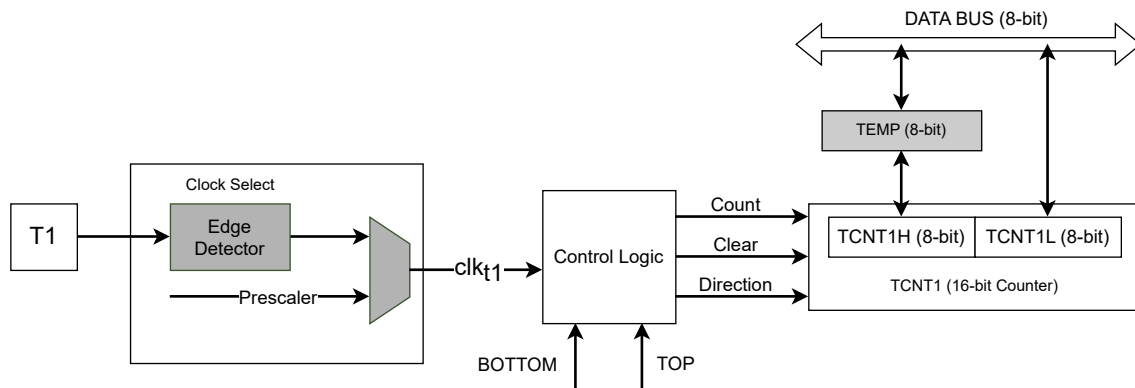 DATA BUS (8-bit)
TEMP (8-bit)
Clock Select
T1
Edge
Detector
Prescaler
clkt1
Control Logic
Count
Clear
Direction
TCNT1H (8-bit)
TCNT1L (8-bit)
TCNT1 (16-bit Counter)
BOTTOM
TOP